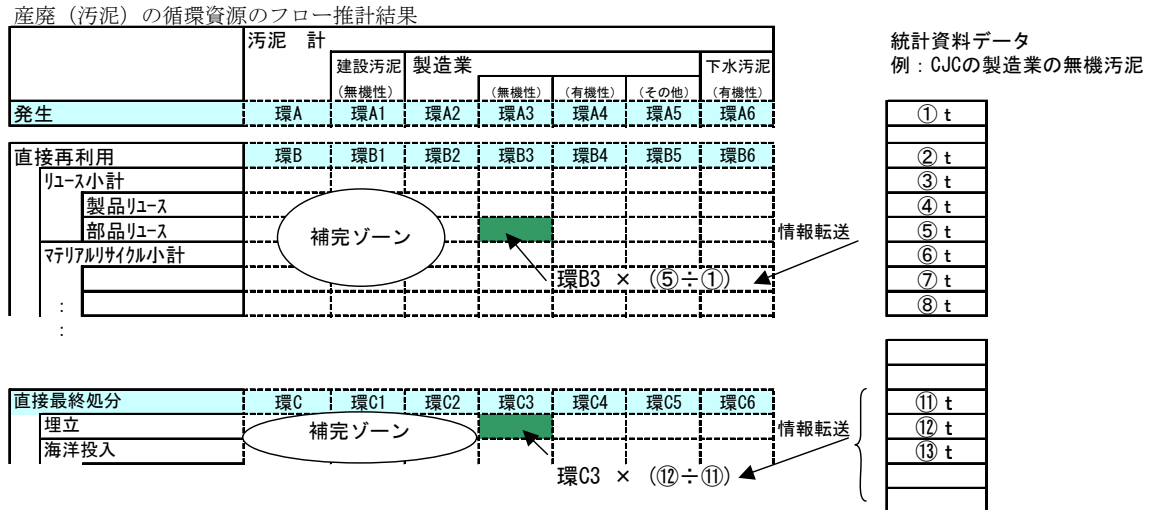 産廃（汚泥）の循環資源のフロー推計結果
汚泥 計
建設汚泥 製造業 下水汚泥
（無機性） （無機性） （有機性） （その他） （有機性）
発生 環A 環A1 環A2 環A3 環A4 環A5 環A6
直接再利用 環B 環B1 環B2 環B3 環B4 環B5 環B6
ﾘﾕｰｽ小計
製品ﾘﾕｰｽ
部品ﾘﾕｰｽ
ﾏﾃﾘｱﾙﾘｻｲｸﾙ小計
：
：
補完ゾーン
環B3 × （⑤÷①）
情報転送
直接最終処分 環C 環C1 環C2 環C3 環C4 環C5 環C6
埋立
海洋投入
補完ゾーン
環C3 × （⑫÷⑪）
情報転送
統計資料データ
例：CJCの製造業の無機汚泥
① t
② t
③ t
④ t
⑤ t
⑥ t
⑦ t
⑧ t
⑪ t
⑫ t
⑬ t